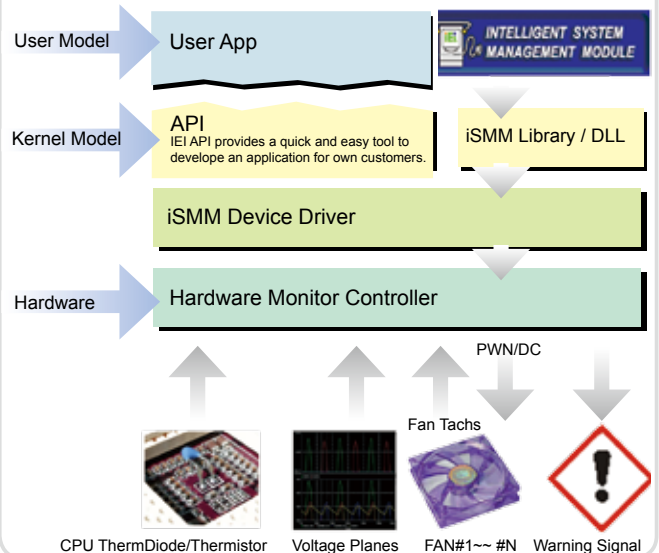 User Model
User App
INTELLIGENT SYSTEM
MANAGEMENT MODULE
Kernel Model
API
IEI API provides a quick and easy tool to
develope an application for own customers.
iSMM Library / DLL
iSMM Device Driver
Hardware
Hardware Monitor Controller
PWN/DC
Fan Tachs
CPU ThermDiode/Thermistor
Voltage Planes
FAN#1~~ #N
Warning Signal